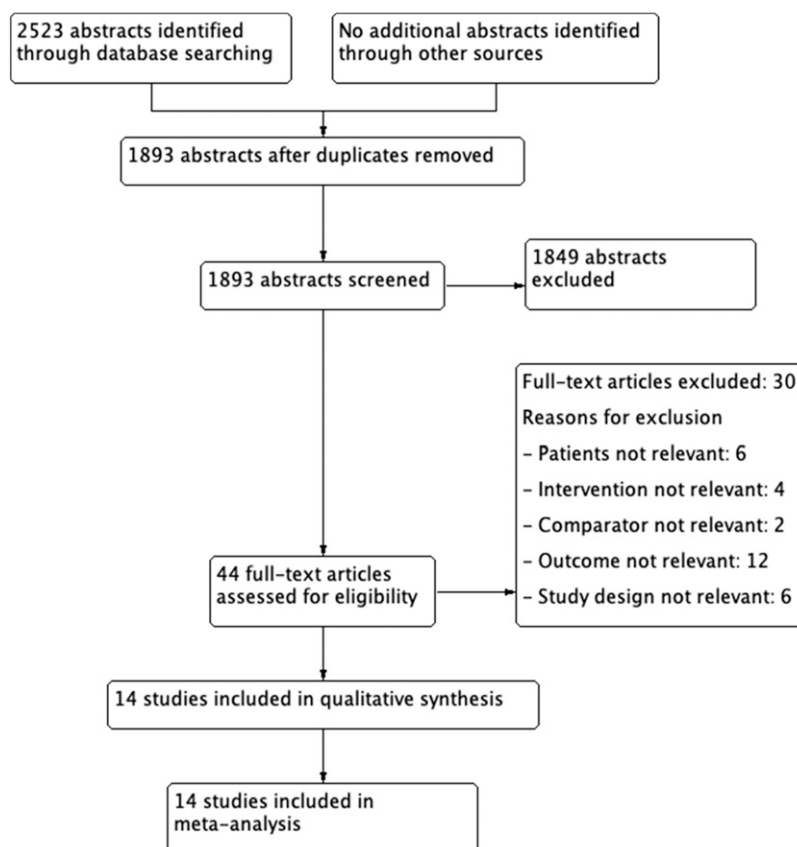 2523 abstracts identified
through database searching
No additional abstracts identified
through other sources
1893 abstracts after duplicates removed
1893 abstracts screened
1849 abstracts
excluded
Full-text articles excluded: 30
Reasons for exclusion
– Patients not relevant: 6
– Intervention not relevant: 4
– Comparator not relevant: 2
– Outcome not relevant: 12
– Study design not relevant: 6
44 full-text articles
assessed for eligibility
14 studies included in qualitative synthesis
14 studies included in
meta-analysis